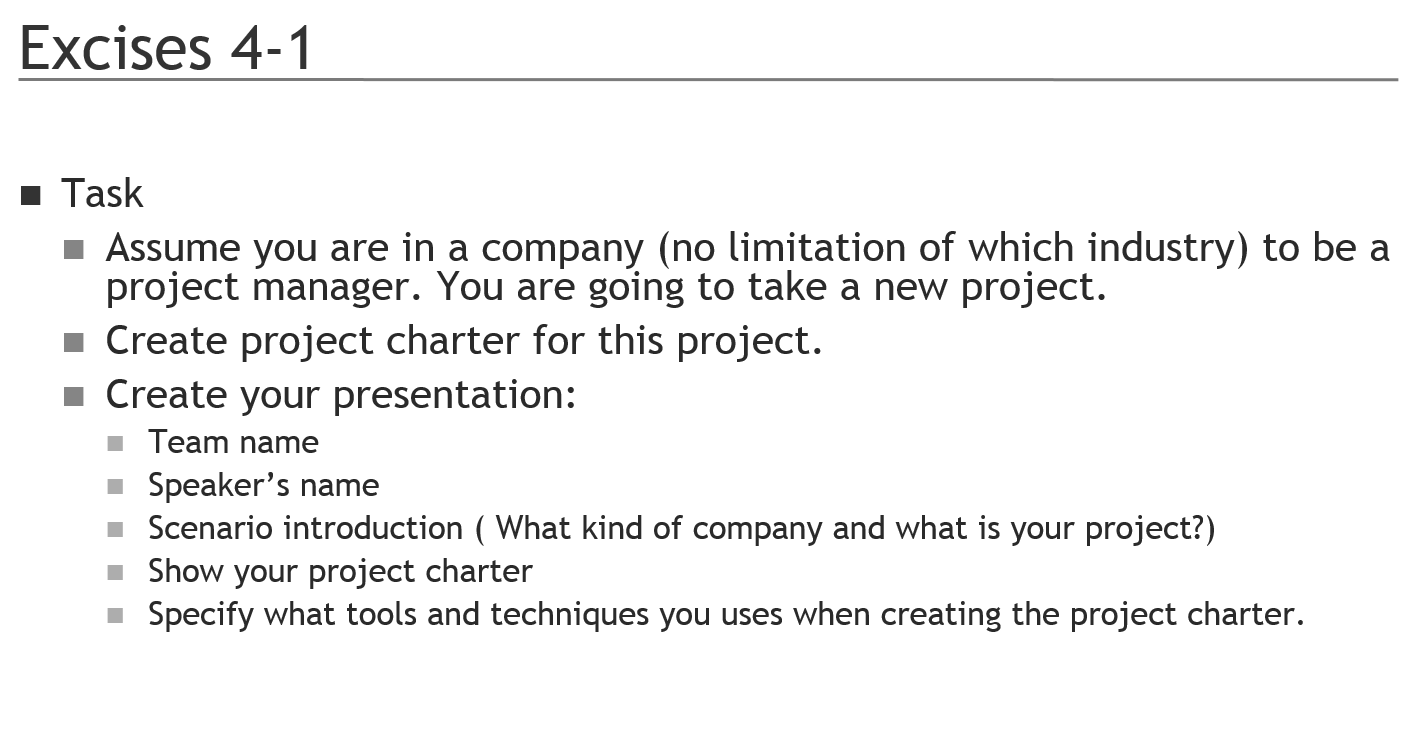 Excises 4-1
Task
Assume you are in a company (no limitation of which industry) to be a
project manager. You are going to take a new project.
Create project charter for this project.
Create your presentation:
Team name
Speaker’s name
Scenario introduction ( What kind of company and what is your project?)
Show your project charter
Specify what tools and techniques you uses when creating the project charter.